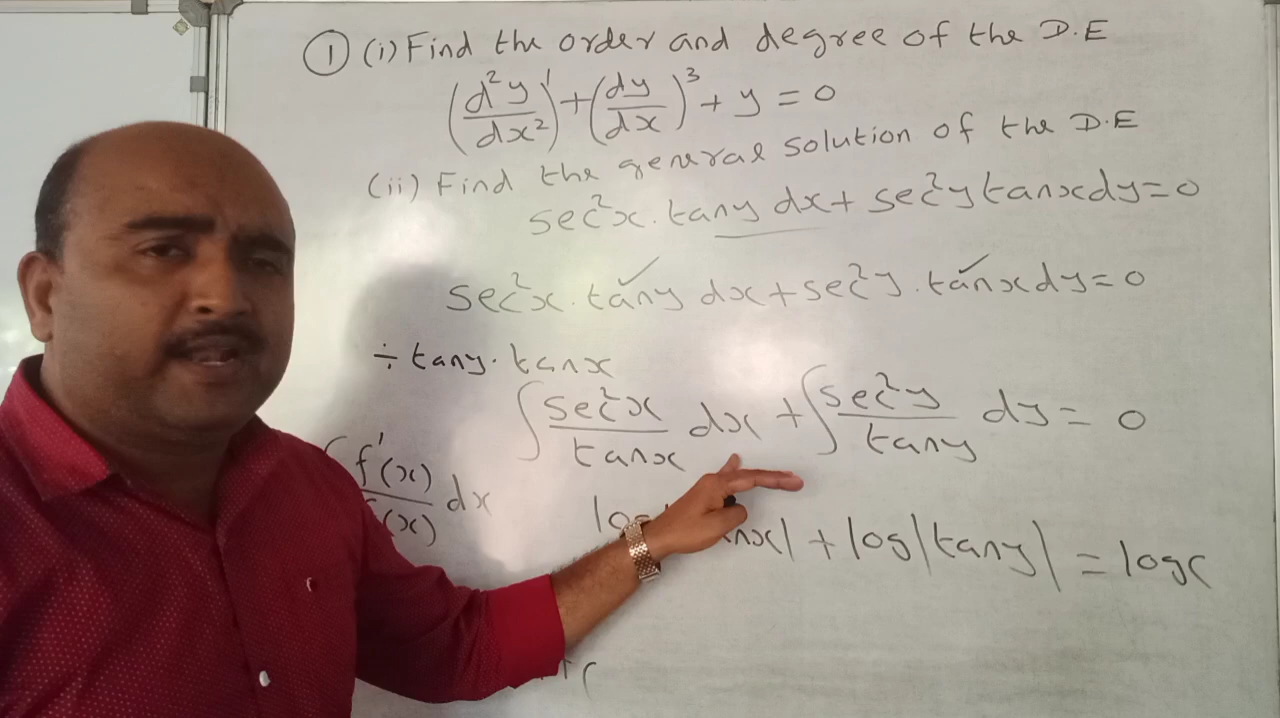 ① (i) Find the order and degree of the D.E
(d²y/dx²)¹ + (dy/dx)³ + y = 0
(ii) Find the general solution of the D.E
sec²x . tany dx + sec²y tanx dy = 0
sec²x . tany dx + sec²y . tanx dy = 0
÷ tany . tanx
∫ sec²x/tanx dx + ∫ sec²y/tany dy = 0
f'(x)/(x) dx
log nx| + log|tany| = logc
+ c